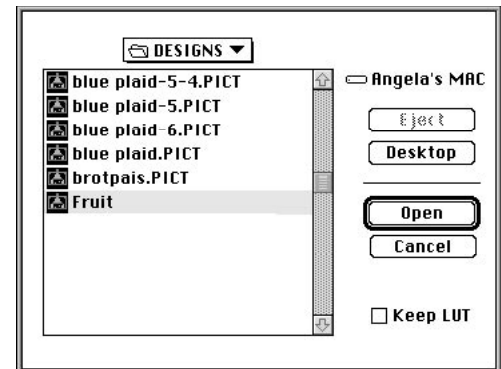 DESIGNS
blue plaid-5-4.PICT
blue plaid-5.PICT
blue plaid-6.PICT
blue plaid.PICT
brotpais.PICT
Fruit
Angela's MAC
Eject
Desktop
Open
Cancel
Keep LUT